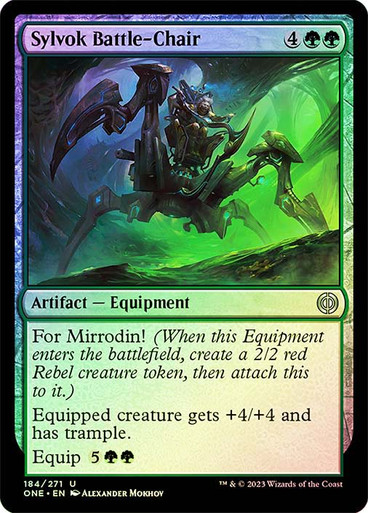 Sylvok Battle-Chair 4
Artifact — Equipment
For Mirrodin! (When this Equipment
enters the battlefield, create a 2/2 red
Rebel creature token, then attach this
to it.)
Equipped creature gets +4/+4 and
has trample.
Equip 5
184/271 U
ONE • EN Alexander Mokhov
™ & © 2023 Wizards of the Coast